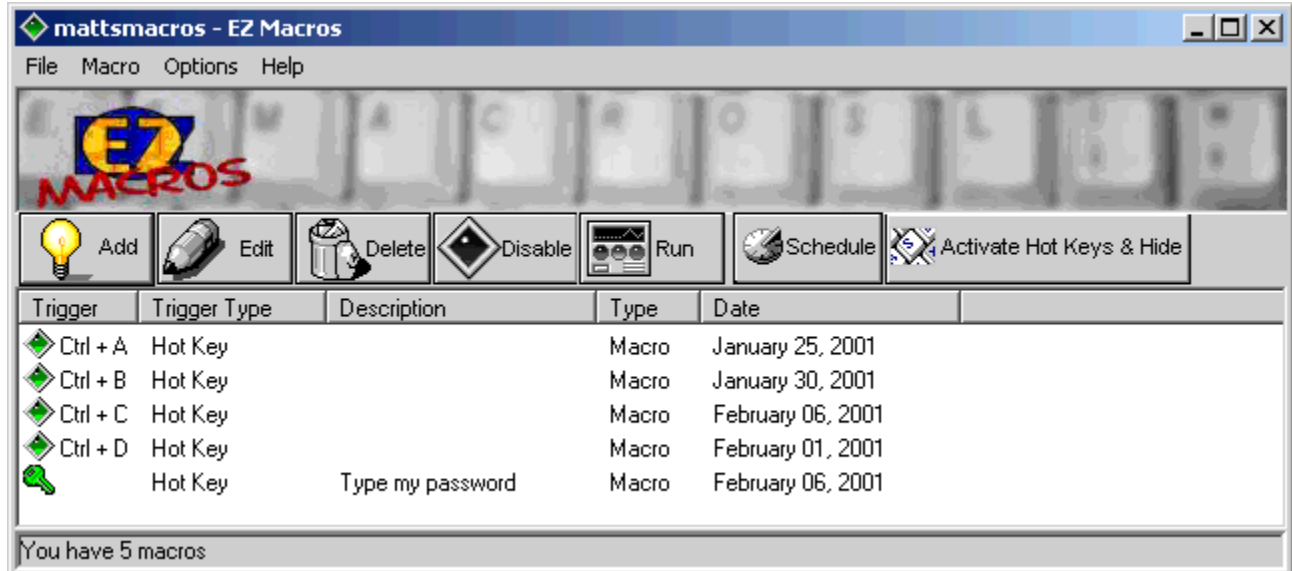 mattsmacros - EZ Macros
File Macro Options Help
EZ
MACROS
Add Edit Delete Disable Run Schedule Activate Hot Keys & Hide
Trigger Trigger Type Description Type Date
Ctrl + A Hot Key Macro January 25, 2001
Ctrl + B Hot Key Macro January 30, 2001
Ctrl + C Hot Key Macro February 06, 2001
Ctrl + D Hot Key Macro February 01, 2001
Hot Key Type my password Macro February 06, 2001
You have 5 macros